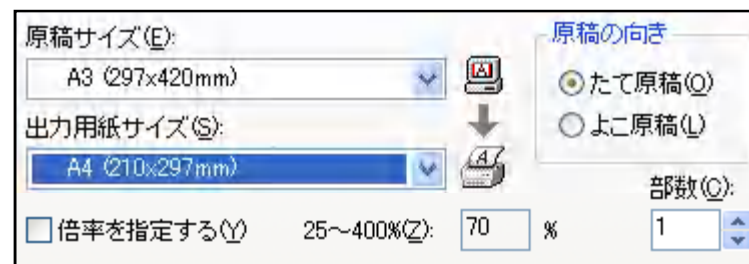 原稿サイズ(E):
A3 (297x420mm)
出力用紙サイズ(S):
A4 (210x297mm)
倍率を指定する(Y) 25～400%(Z): 70 %
原稿の向き
たて原稿(O)
よこ原稿(L)
部数(C):
1